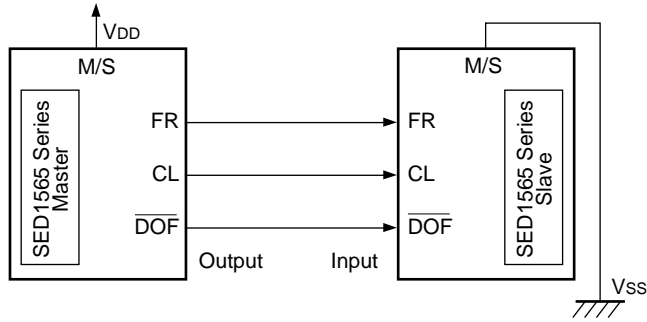 VDD
M/S
M/S
SED1565 Series
Master
FR
CL
DOF
Output
Input
FR
CL
DOF
SED1565 Series
Slave
VSS